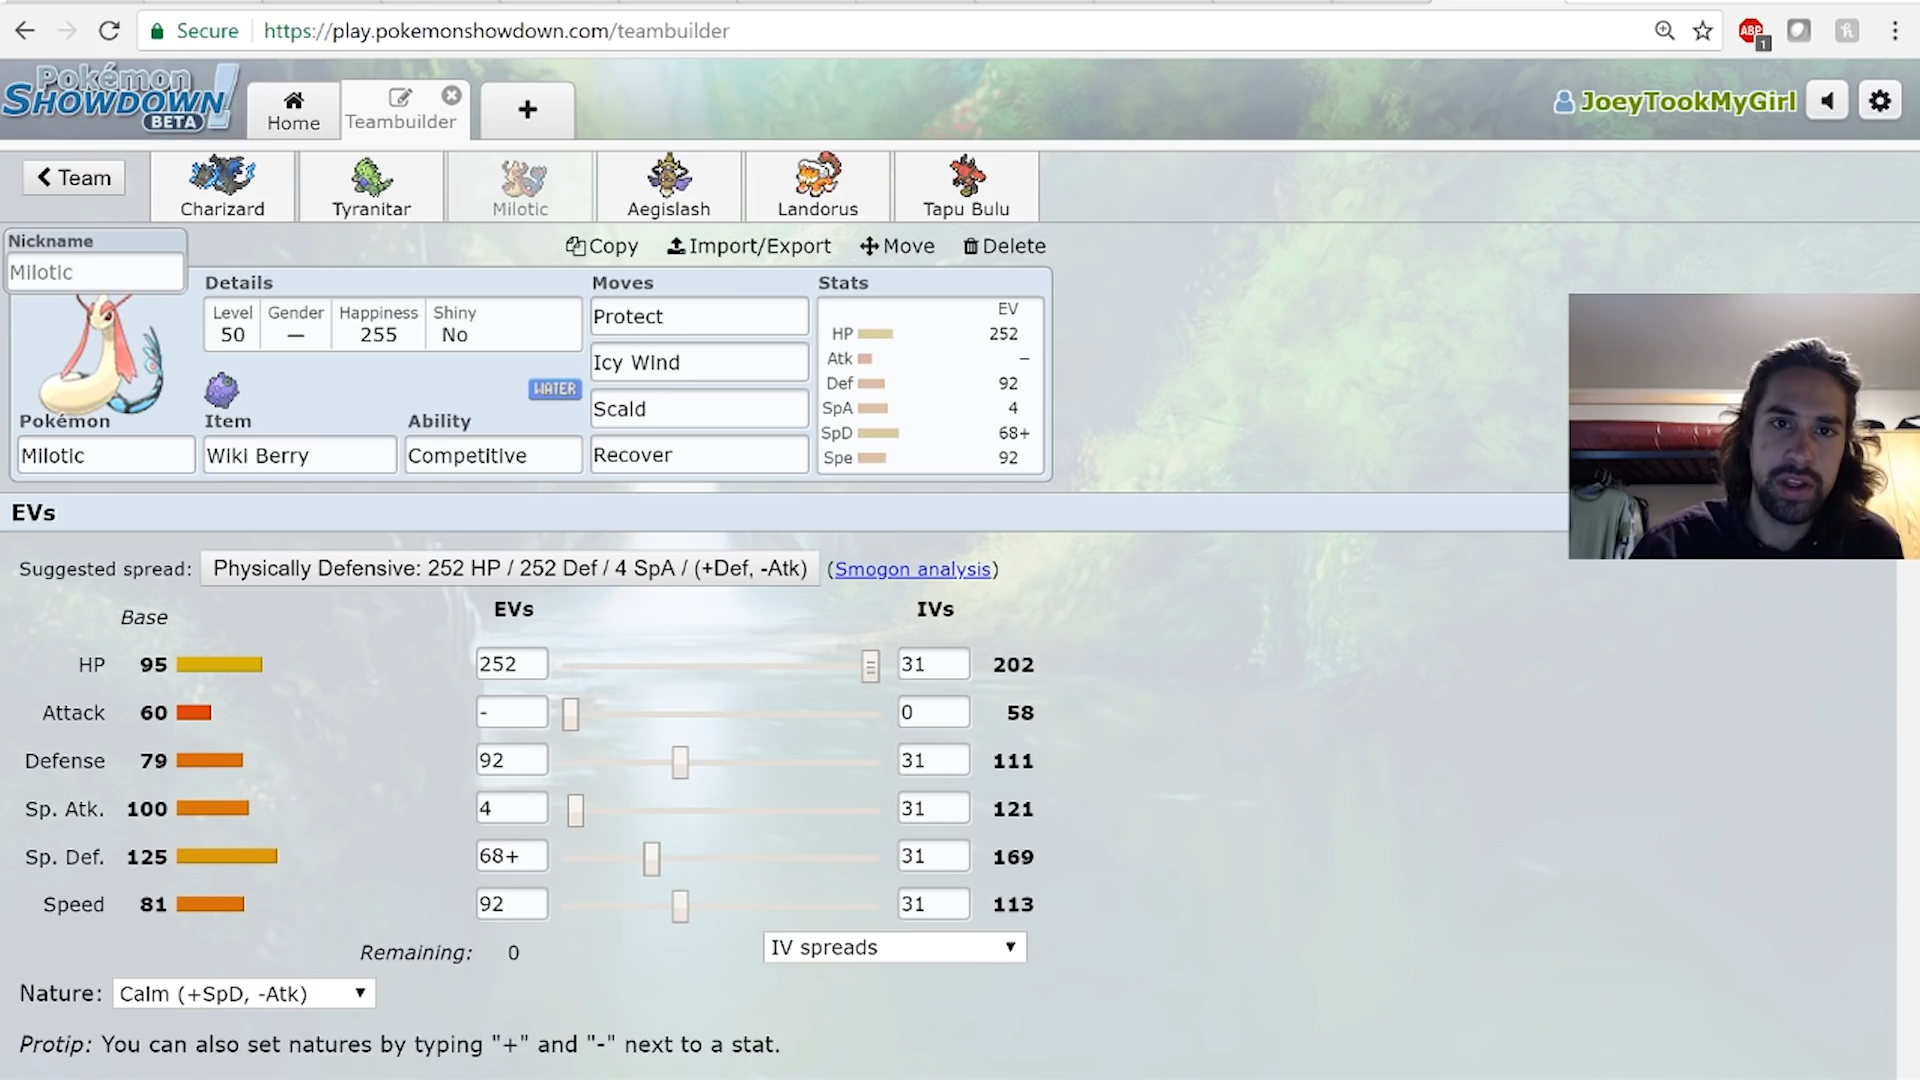 Secure https://play.pokemonshowdown.com/teambuilder
ABP 1
Pokémon
SHOWDOWN!
BETA
Home
Teambuilder
+
JoeyTookMyGirl
Team
Charizard
Tyranitar
Milotic
Aegislash
Landorus
Tapu Bulu
Nickname
Milotic
Copy Import/Export Move Delete
Details
Level Gender Happiness Shiny
50 — 255 No
WATER
Pokémon Item Ability
Milotic Wiki Berry Competitive
Moves
Protect
Icy Wind
Scald
Recover
Stats
EV
HP 252
Atk –
Def 92
SpA 4
SpD 68+
Spe 92
EVs
Suggested spread: Physically Defensive: 252 HP / 252 Def / 4 SpA / (+Def, -Atk) (Smogon analysis)
Base EVs IVs
HP 95 252 31 202
Attack 60 - 0 58
Defense 79 92 31 111
Sp. Atk. 100 4 31 121
Sp. Def. 125 68+ 31 169
Speed 81 92 31 113
Remaining: 0 IV spreads
Nature: Calm (+SpD, -Atk)
Protip: You can also set natures by typing "+" and "-" next to a stat.